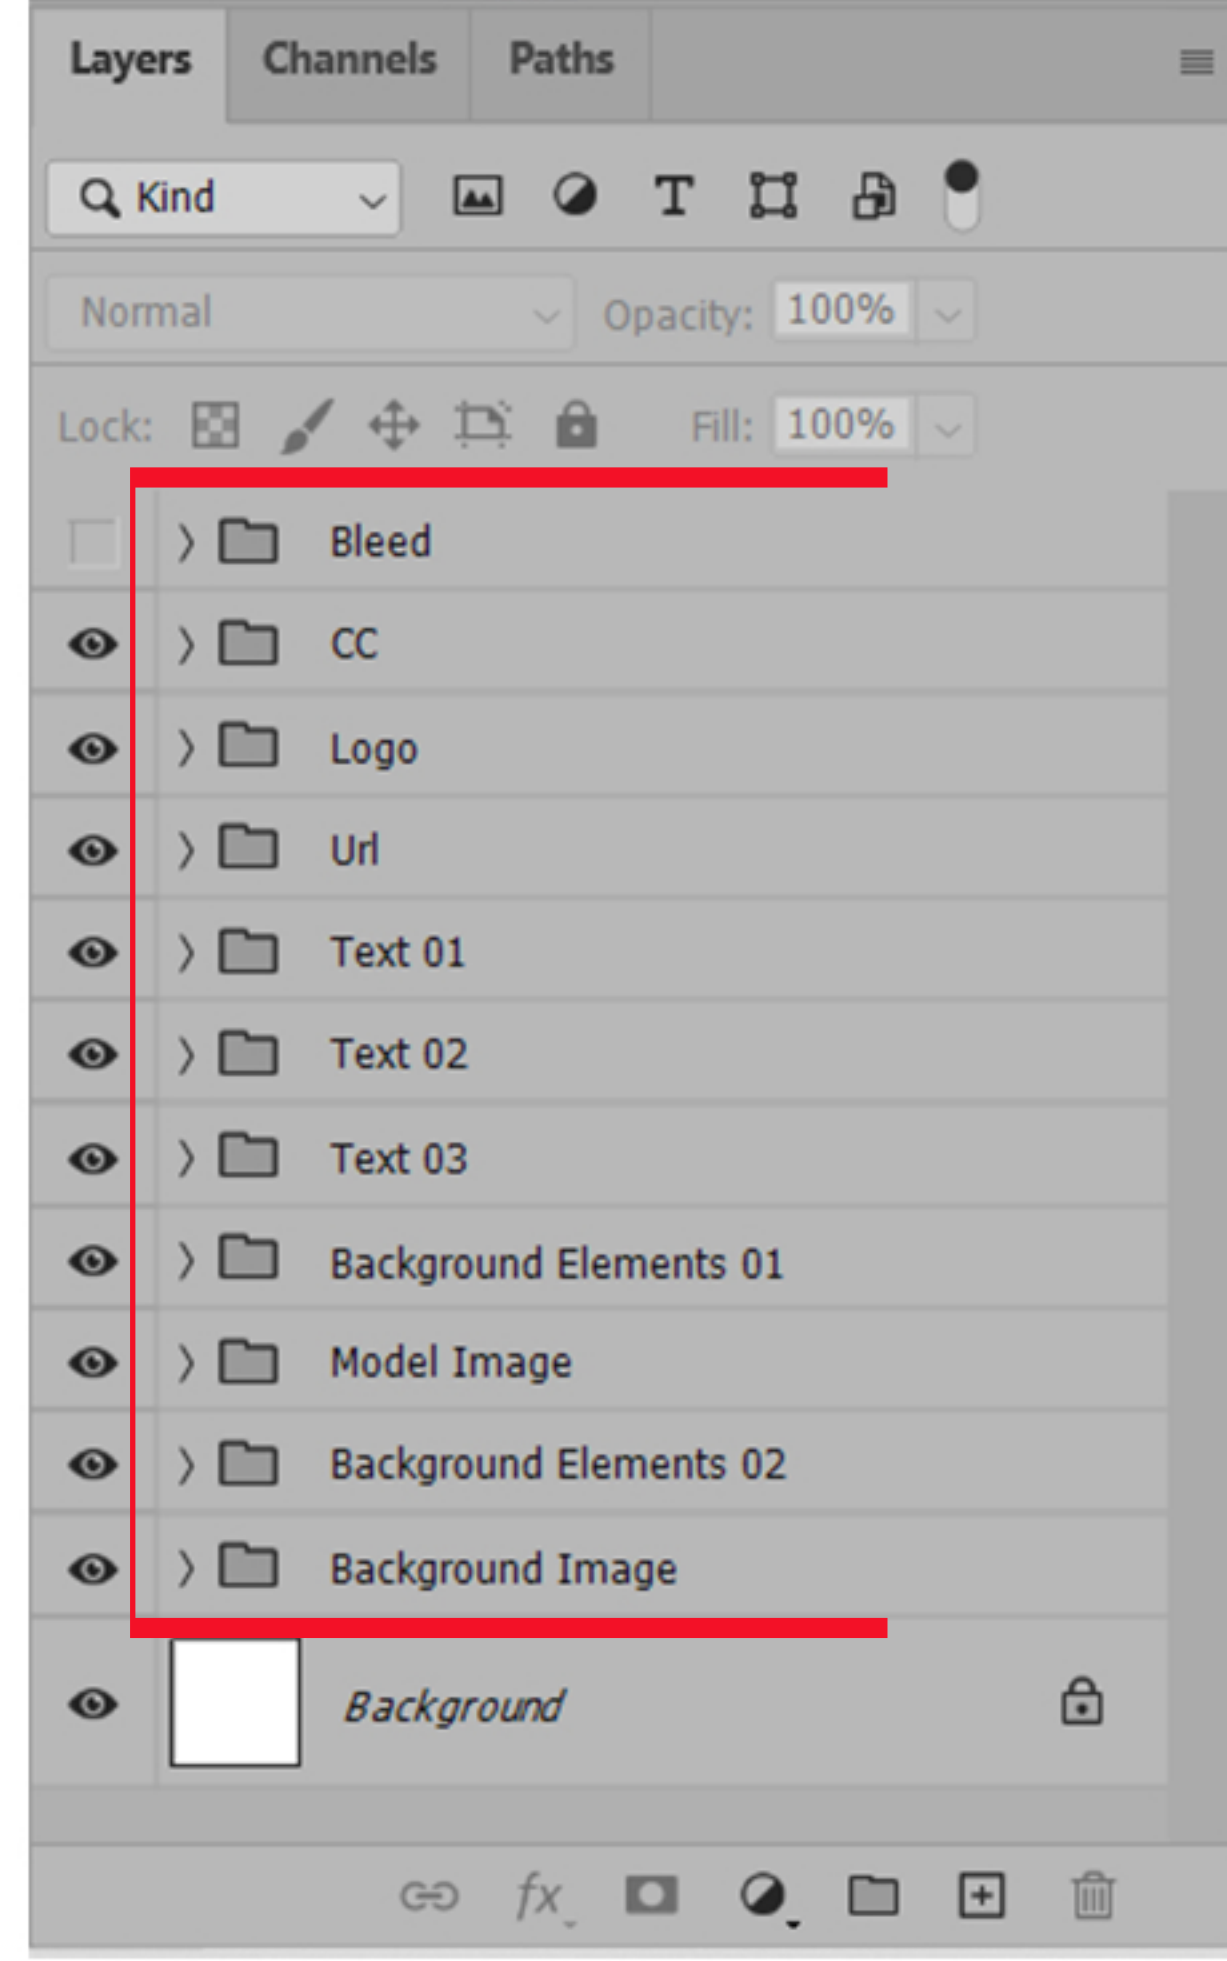 Layers Channels Paths
Kind
Normal Opacity: 100%
Lock: Fill: 100%
Bleed
CC
Logo
Url
Text 01
Text 02
Text 03
Background Elements 01
Model Image
Background Elements 02
Background Image
Background
fx